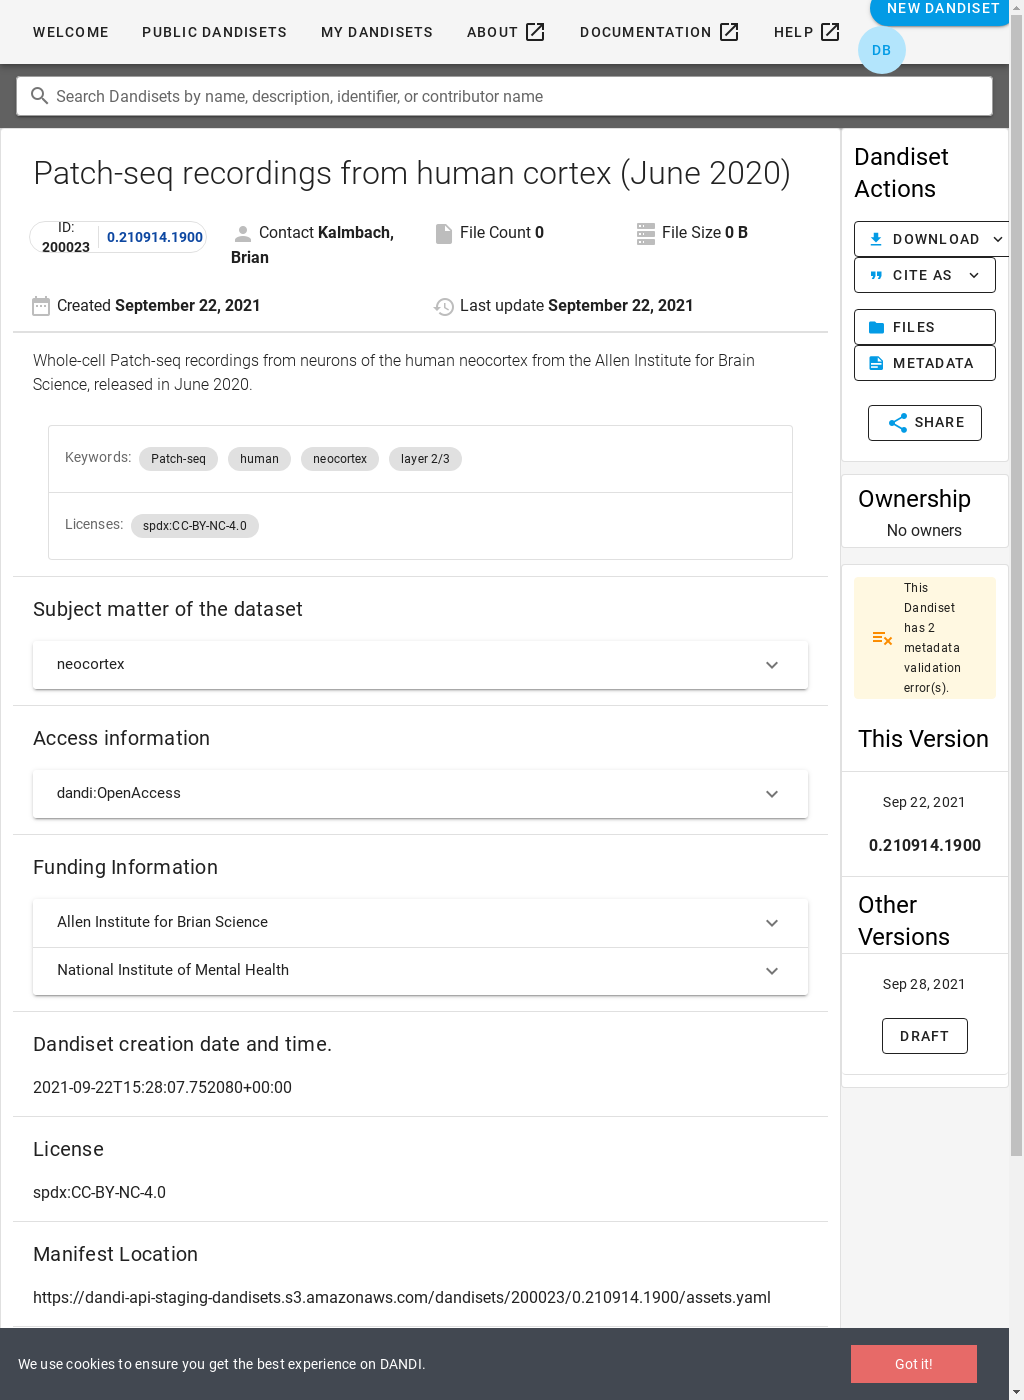 WELCOME
PUBLIC DANDISETS
MY DANDISETS
ABOUT
DOCUMENTATION
HELP
NEW DANDISET
DB
Search Dandisets by name, description, identifier, or contributor name
Patch-seq recordings from human cortex (June 2020)
ID:
200023
0.210914.1900
Contact Kalmbach,
Brian
File Count 0
File Size 0 B
Created September 22, 2021
Last update September 22, 2021
Whole-cell Patch-seq recordings from neurons of the human neocortex from the Allen Institute for Brain
Science, released in June 2020.
Keywords: Patch-seq human neocortex layer 2/3
Licenses: spdx:CC-BY-NC-4.0
Subject matter of the dataset
neocortex
Access information
dandi:OpenAccess
Funding Information
Allen Institute for Brian Science
National Institute of Mental Health
Dandiset creation date and time.
2021-09-22T15:28:07.752080+00:00
License
spdx:CC-BY-NC-4.0
Manifest Location
https://dandi-api-staging-dandisets.s3.amazonaws.com/dandisets/200023/0.210914.1900/assets.yaml
Dandiset
Actions
DOWNLOAD
CITE AS
FILES
METADATA
SHARE
Ownership
No owners
This
Dandiset
has 2
metadata
validation
error(s).
This Version
Sep 22, 2021
0.210914.1900
Other
Versions
Sep 28, 2021
DRAFT
We use cookies to ensure you get the best experience on DANDI.
Got it!